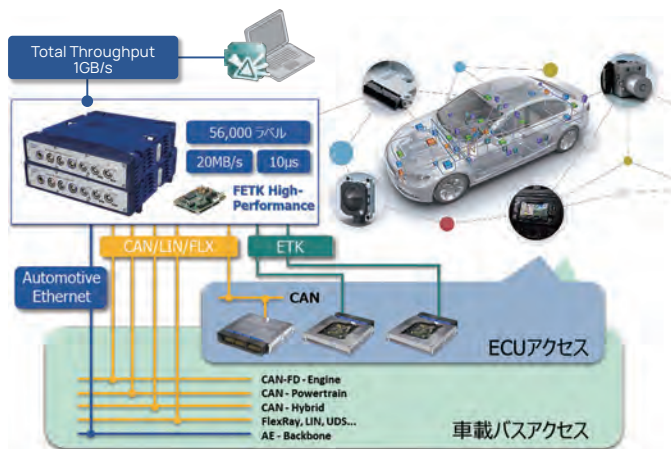 Total Throughput
1GB/s
56,000 ラベル
20MB/s
10µs
FETK High-
Performance
CAN/LIN/FLX
ETK
Automotive
Ethernet
CAN
ECUアクセス
CAN-FD - Engine
CAN - Powertrain
CAN - Hybrid
FlexRay, LIN, UDS...
AE - Backbone
車載バスアクセス